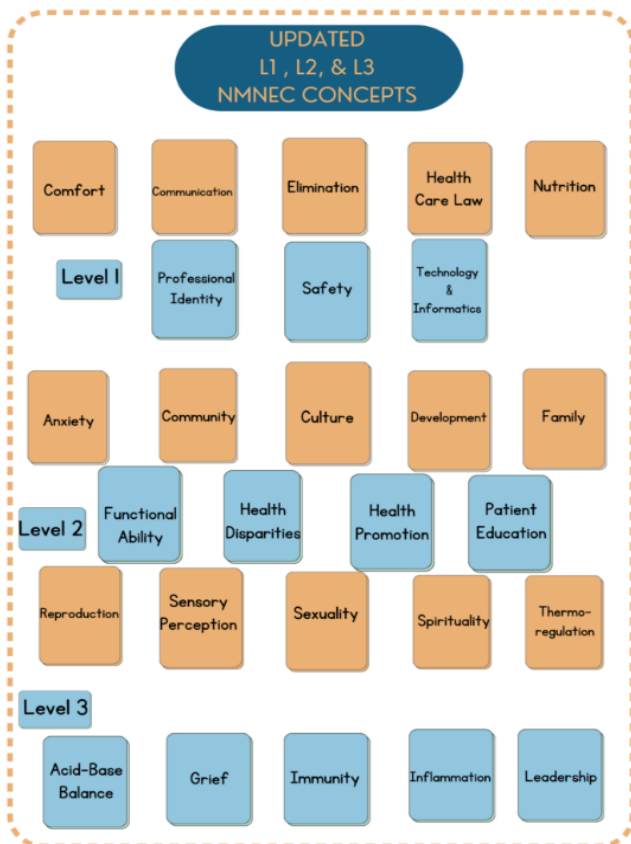 UPDATED
L1 , L2, & L3
NMNEC CONCEPTS
Comfort
Communication
Elimination
Health
Care Law
Nutrition
Level 1
Professional
Identity
Safety
Technology
&
Informatics
Anxiety
Community
Culture
Development
Family
Level 2
Functional
Ability
Health
Disparities
Health
Promotion
Patient
Education
Reproduction
Sensory
Perception
Sexuality
Spirituality
Thermo-
regulation
Level 3
Acid-Base
Balance
Grief
Immunity
Inflammation
Leadership